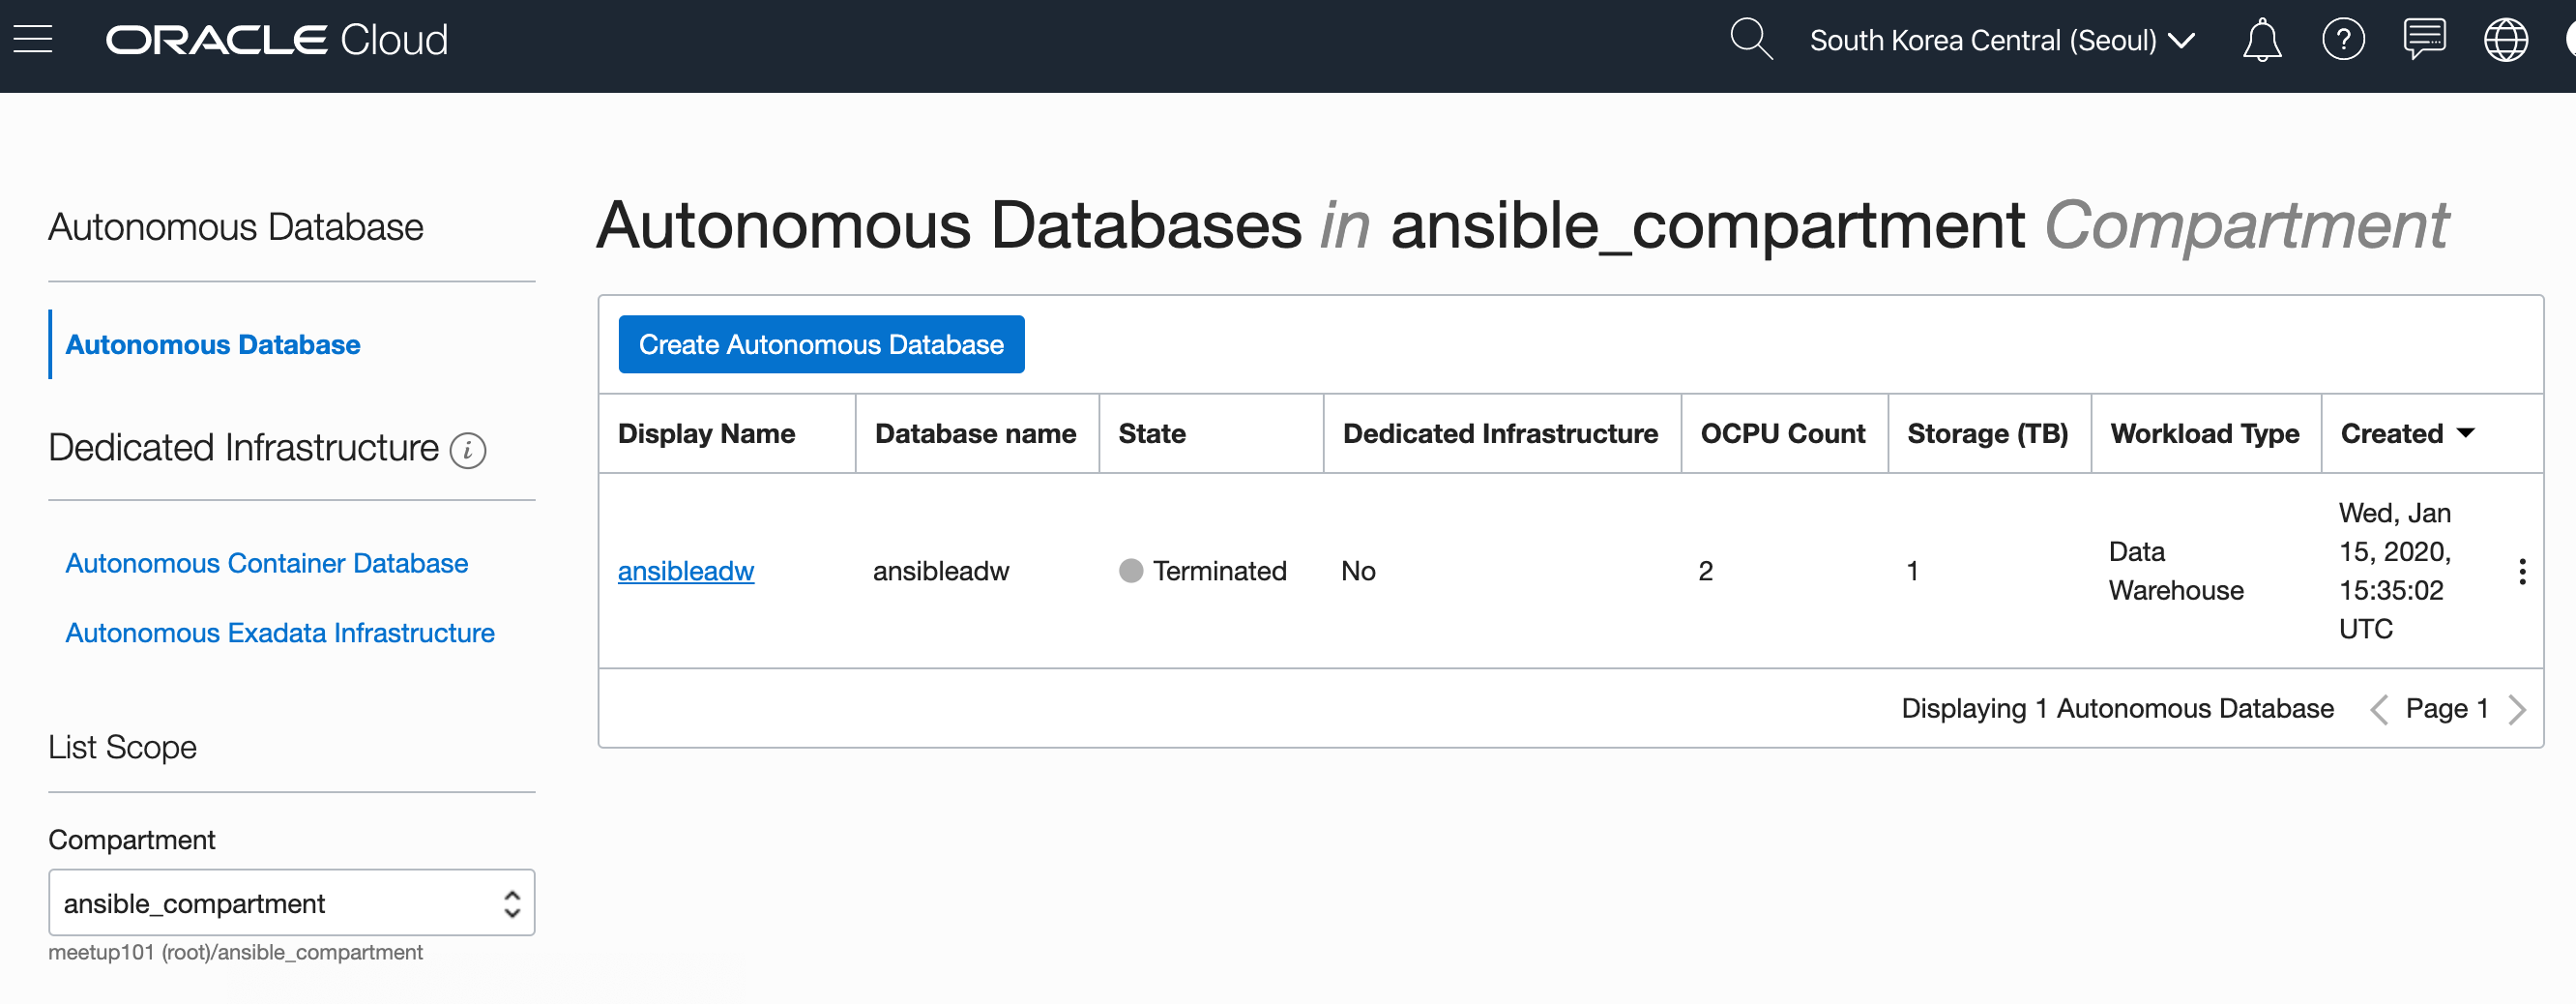 ORACLE Cloud
South Korea Central (Seoul)
?
Autonomous Database
Autonomous Database
Dedicated Infrastructure i
Autonomous Container Database
Autonomous Exadata Infrastructure
List Scope
Compartment
ansible_compartment
meetup101 (root)/ansible_compartment
Autonomous Databases in ansible_compartment Compartment
Create Autonomous Database
Display Name Database name State Dedicated Infrastructure OCPU Count Storage (TB) Workload Type Created
ansibleadw ansibleadw Terminated No 2 1 Data Warehouse Wed, Jan 15, 2020, 15:35:02 UTC
Displaying 1 Autonomous Database Page 1